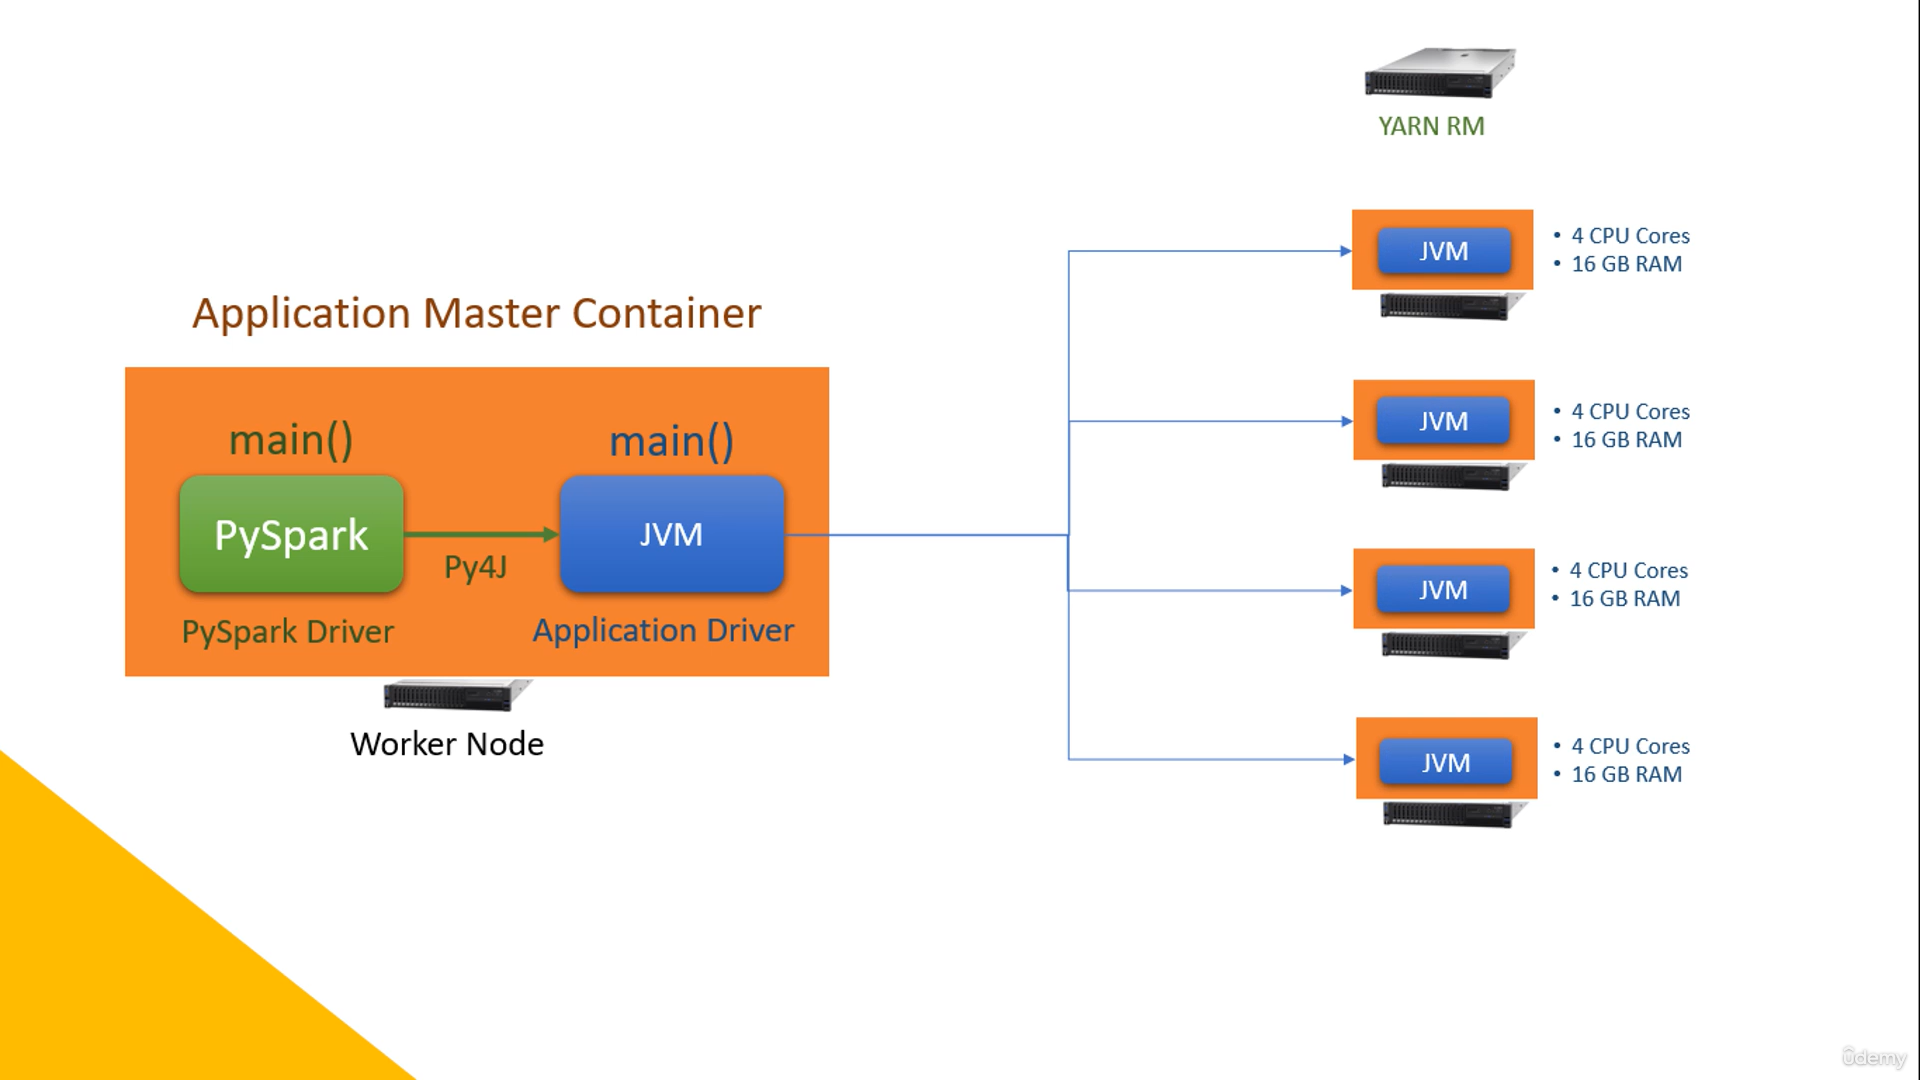 YARN RM
Application Master Container
main()
PySpark
PySpark Driver
Py4J
main()
JVM
Application Driver
Worker Node
JVM
• 4 CPU Cores
• 16 GB RAM
JVM
• 4 CPU Cores
• 16 GB RAM
JVM
• 4 CPU Cores
• 16 GB RAM
JVM
• 4 CPU Cores
• 16 GB RAM
ûdemy